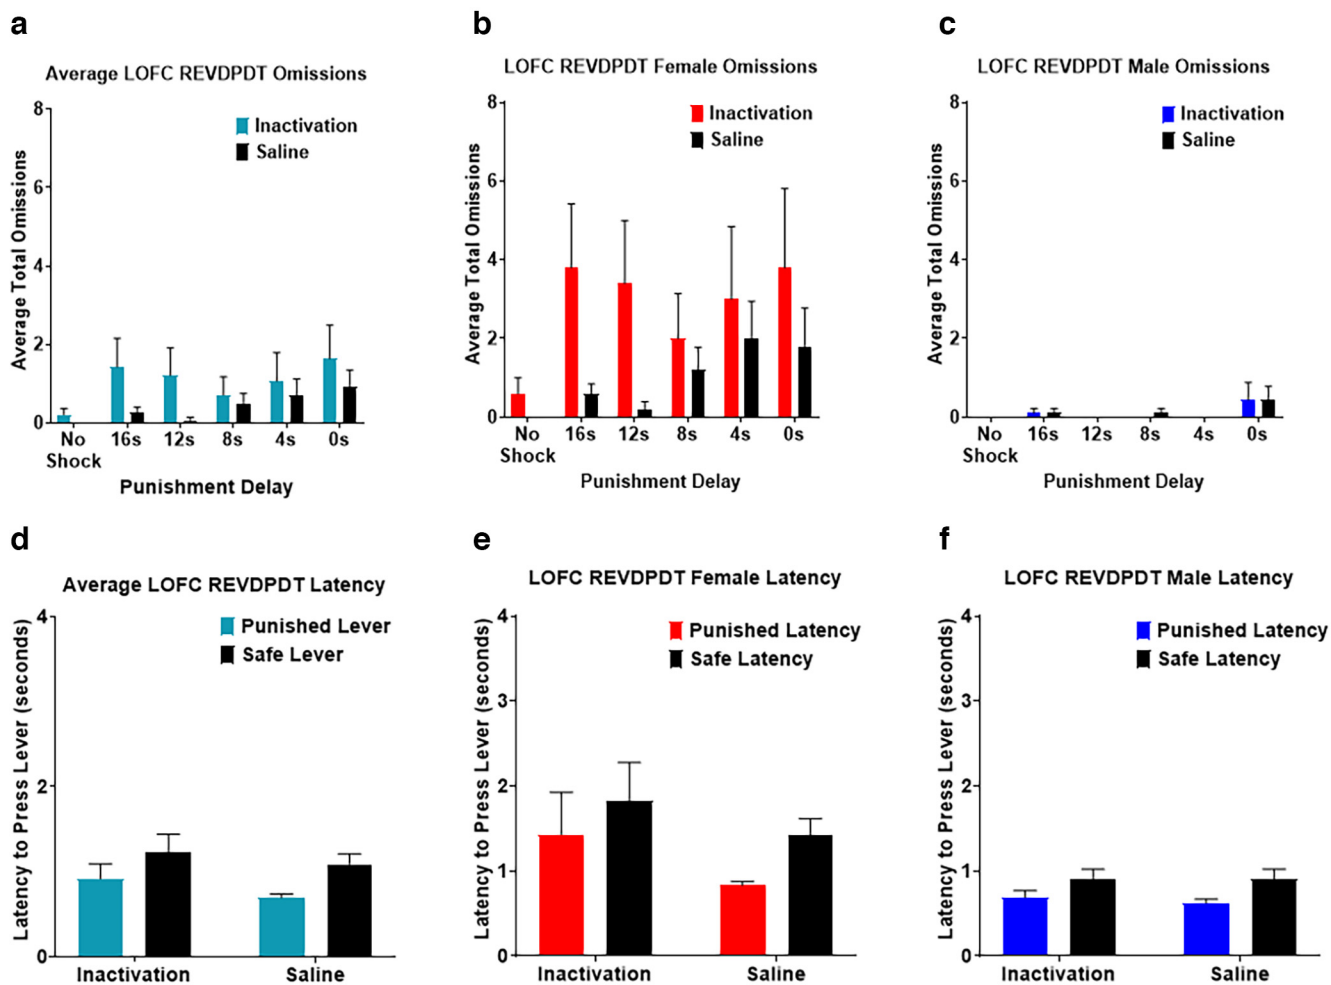 a
Average LOFC REVDPDT Omissions
Average Total Omissions
8
6
4
2
0
Inactivation
Saline
No Shock
16s
12s
8s
4s
0s
Punishment Delay
b
LOFC REVDPDT Female Omissions
Average Total Omissions
8
6
4
2
0
Inactivation
Saline
No Shock
16s
12s
8s
4s
0s
Punishment Delay
c
LOFC REVDPDT Male Omissions
Average Total Omissions
8
6
4
2
0
Inactivation
Saline
No Shock
16s
12s
8s
4s
0s
Punishment Delay
d
Average LOFC REVDPDT Latency
Latency to Press Lever (seconds)
4
2
0
Punished Lever
Safe Lever
Inactivation
Saline
e
LOFC REVDPDT Female Latency
Latency to Press Lever (seconds)
4
3
2
1
0
Punished Latency
Safe Latency
Inactivation
Saline
f
LOFC REVDPDT Male Latency
Latency to Press Lever (seconds)
4
3
2
1
0
Punished Latency
Safe Latency
Inactivation
Saline